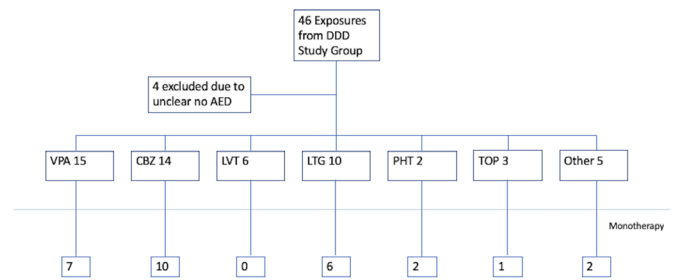 46 Exposures
from DDD
Study Group
4 excluded due to
unclear no AED
VPA 15
CBZ 14
LVT 6
LTG 10
PHT 2
TOP 3
Other 5
Monotherapy
7
10
0
6
2
1
2